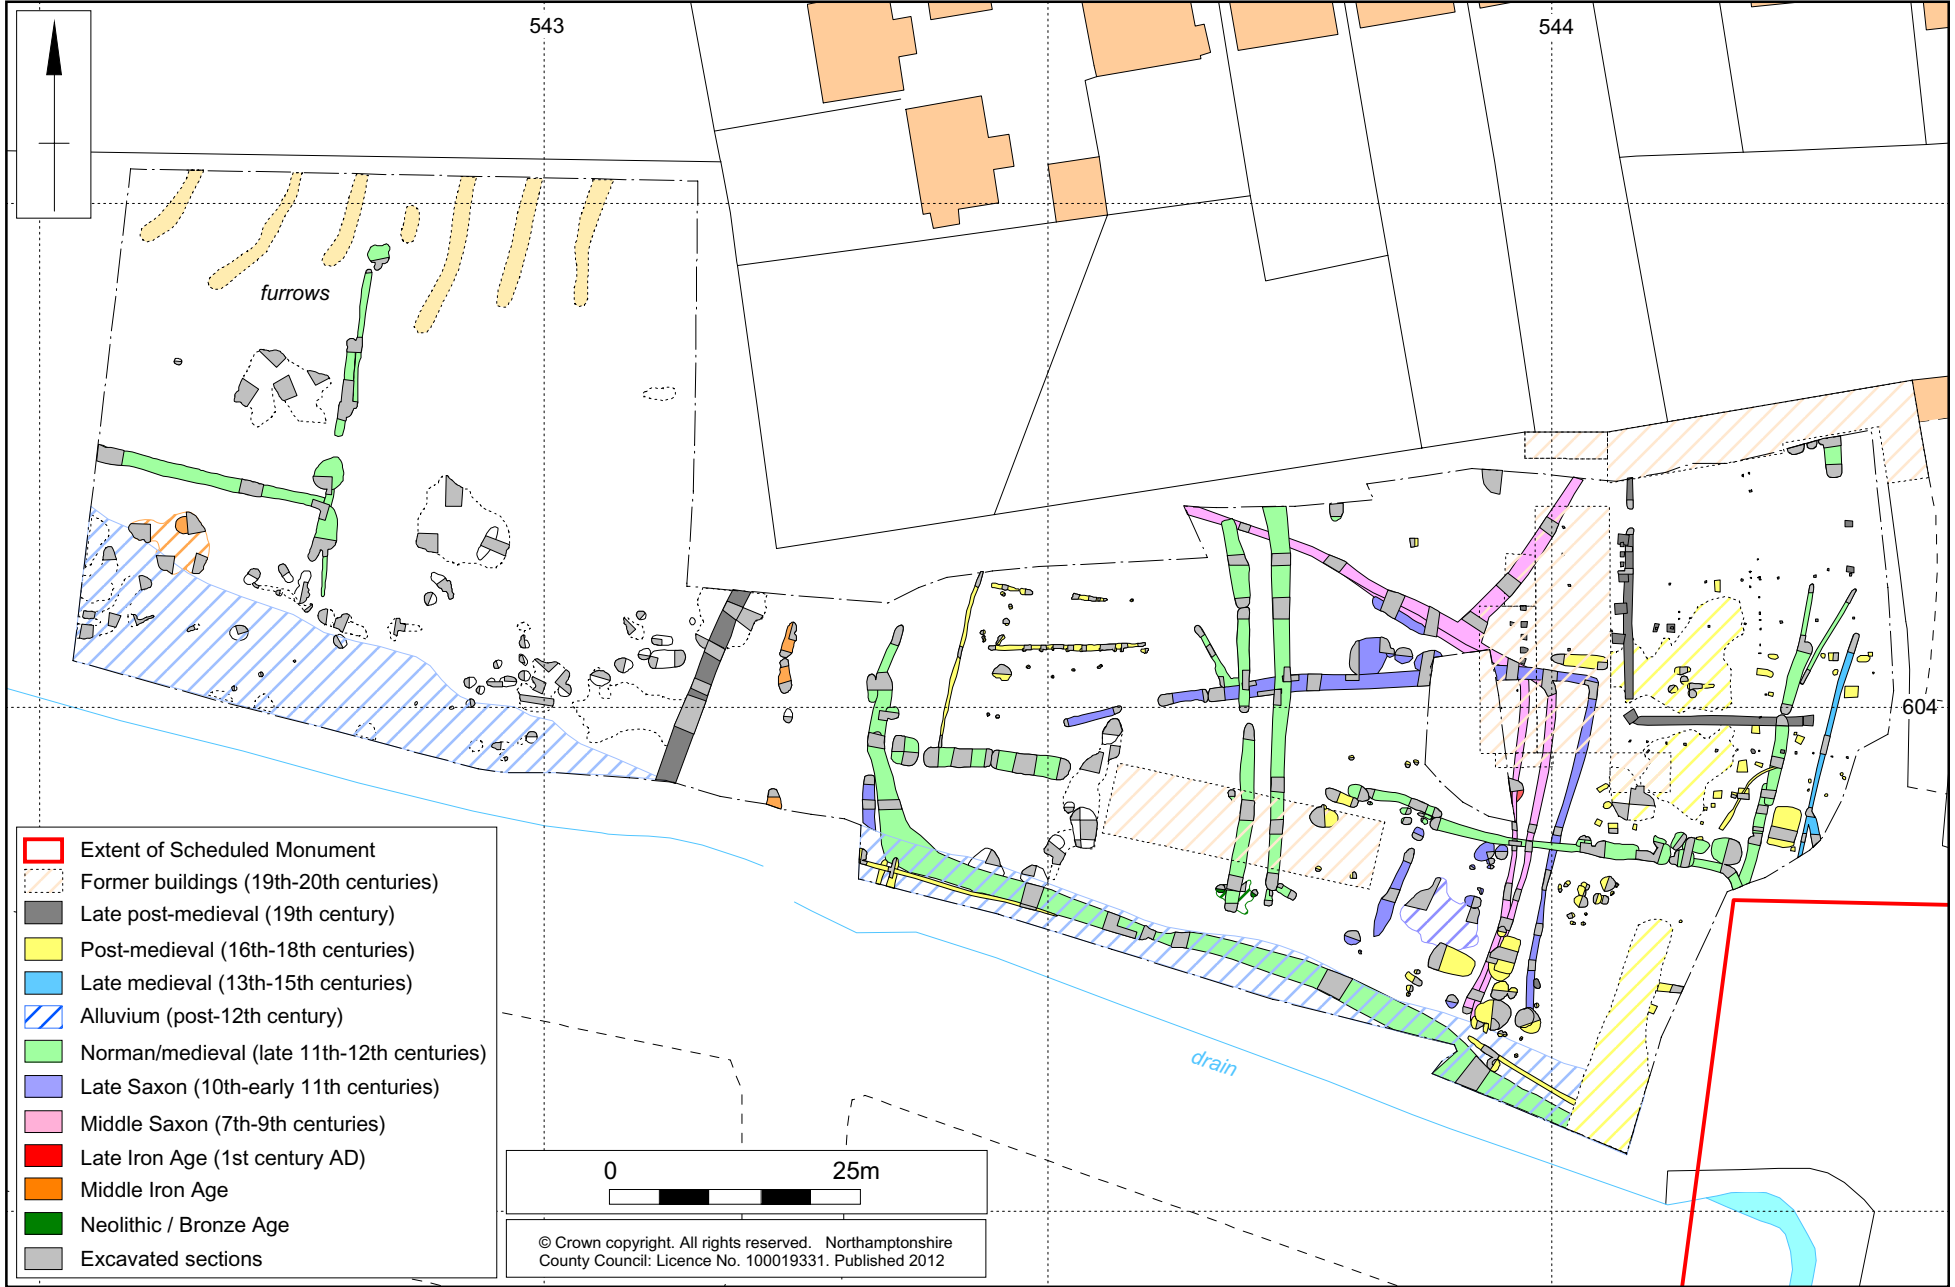 543
544
furrows
604
drain
Extent of Scheduled Monument
Former buildings (19th-20th centuries)
Late post-medieval (19th century)
Post-medieval (16th-18th centuries)
Late medieval (13th-15th centuries)
Alluvium (post-12th century)
Norman/medieval (late 11th-12th centuries)
Late Saxon (10th-early 11th centuries)
Middle Saxon (7th-9th centuries)
Late Iron Age (1st century AD)
Middle Iron Age
Neolithic / Bronze Age
Excavated sections
0 25m
© Crown copyright. All rights reserved. Northamptonshire
County Council: Licence No. 100019331. Published 2012